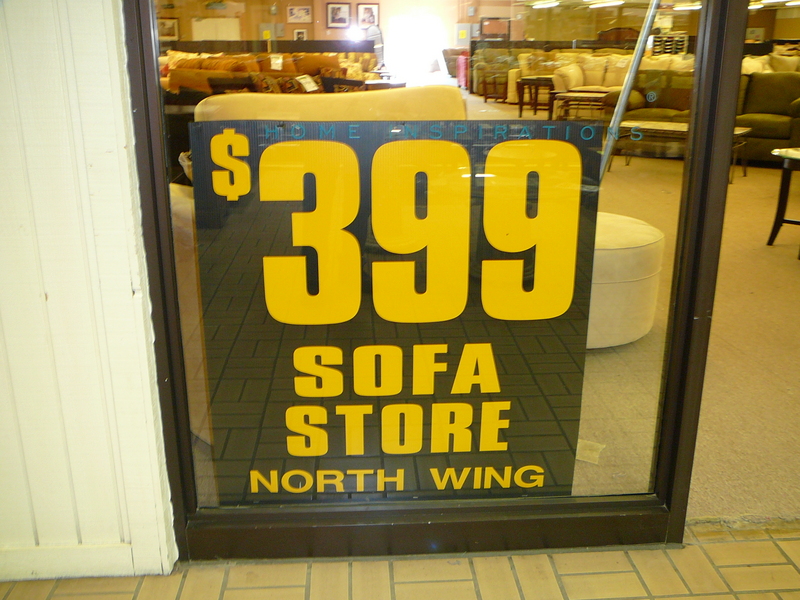 HOME INSPIRATIONS®
$399
SOFA
STORE
NORTH WING